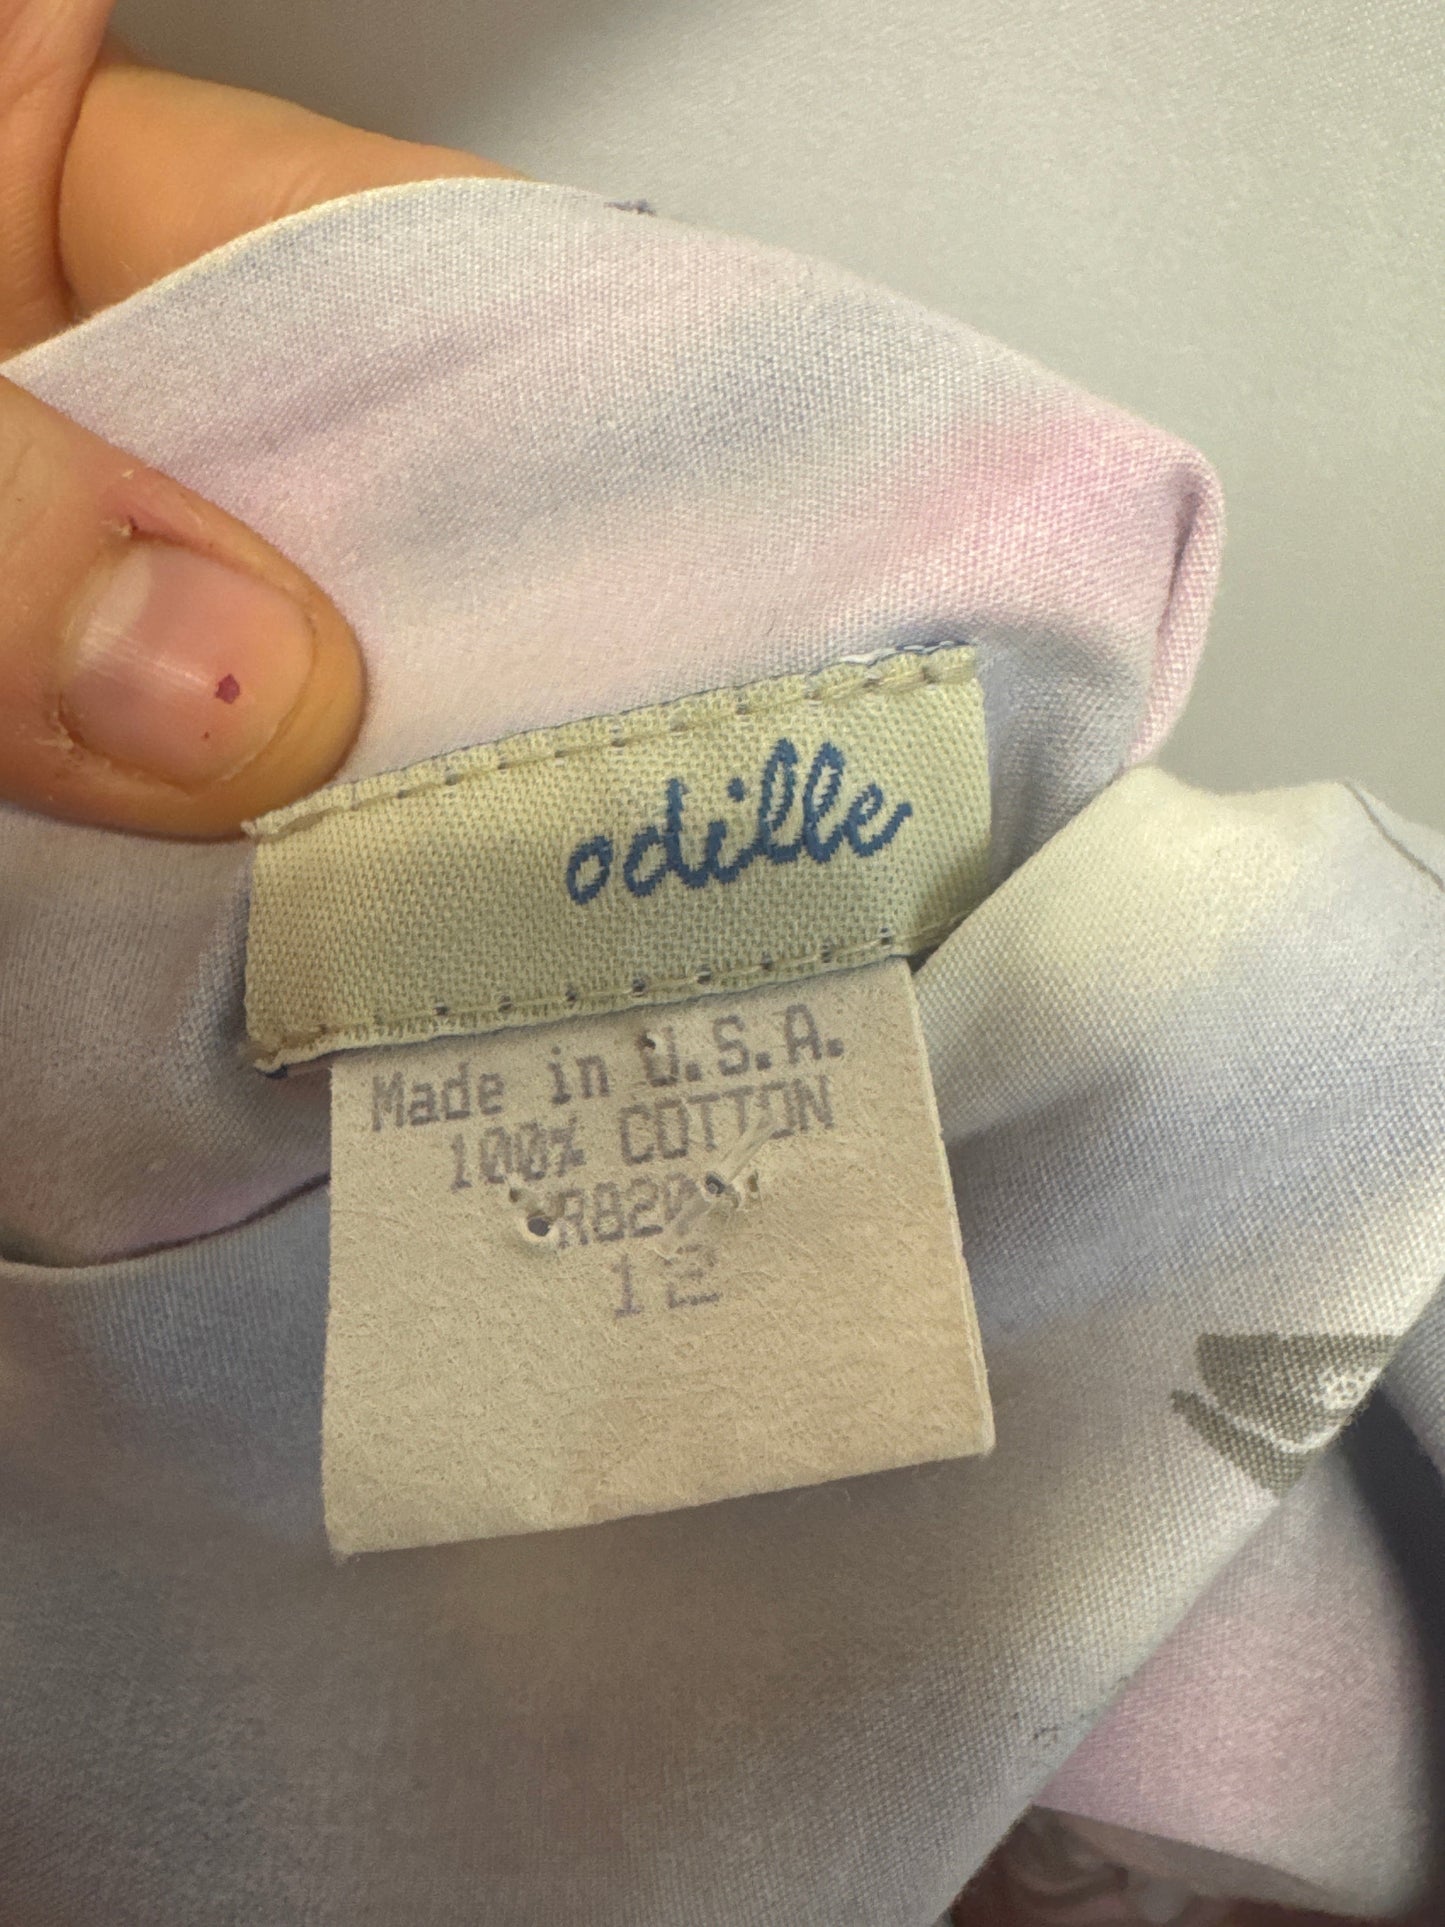 odille
Made in U.S.A.
100% COTTON
12